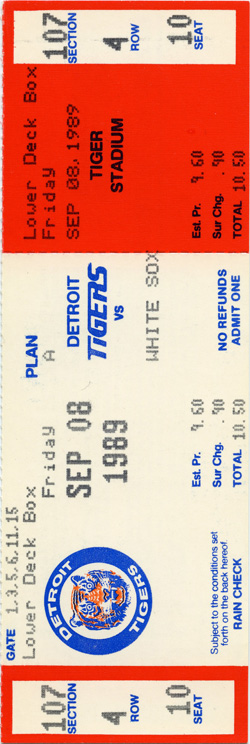 107
SECTION
4
ROW
10
SEAT
Lower Deck Box
Friday
SEP 08, 1989
TIGER
STADIUM
Est. Pr. 9.60
Sur Chg. .90
TOTAL 10.50
PLAN
A
Friday
SEP 08
1989
DETROIT
TIGERS
VS
WHITE SOX
NO REFUNDS
ADMIT ONE
Est. Pr. 9.60
Sur Chg. .90
TOTAL 10.50
GATE 1,3,5,6,11,15
Lower Deck Box
DETROIT
TIGERS
Subject to the conditions set
forth on the back hereof.
RAIN CHECK
107
SECTION
4
ROW
10
SEAT